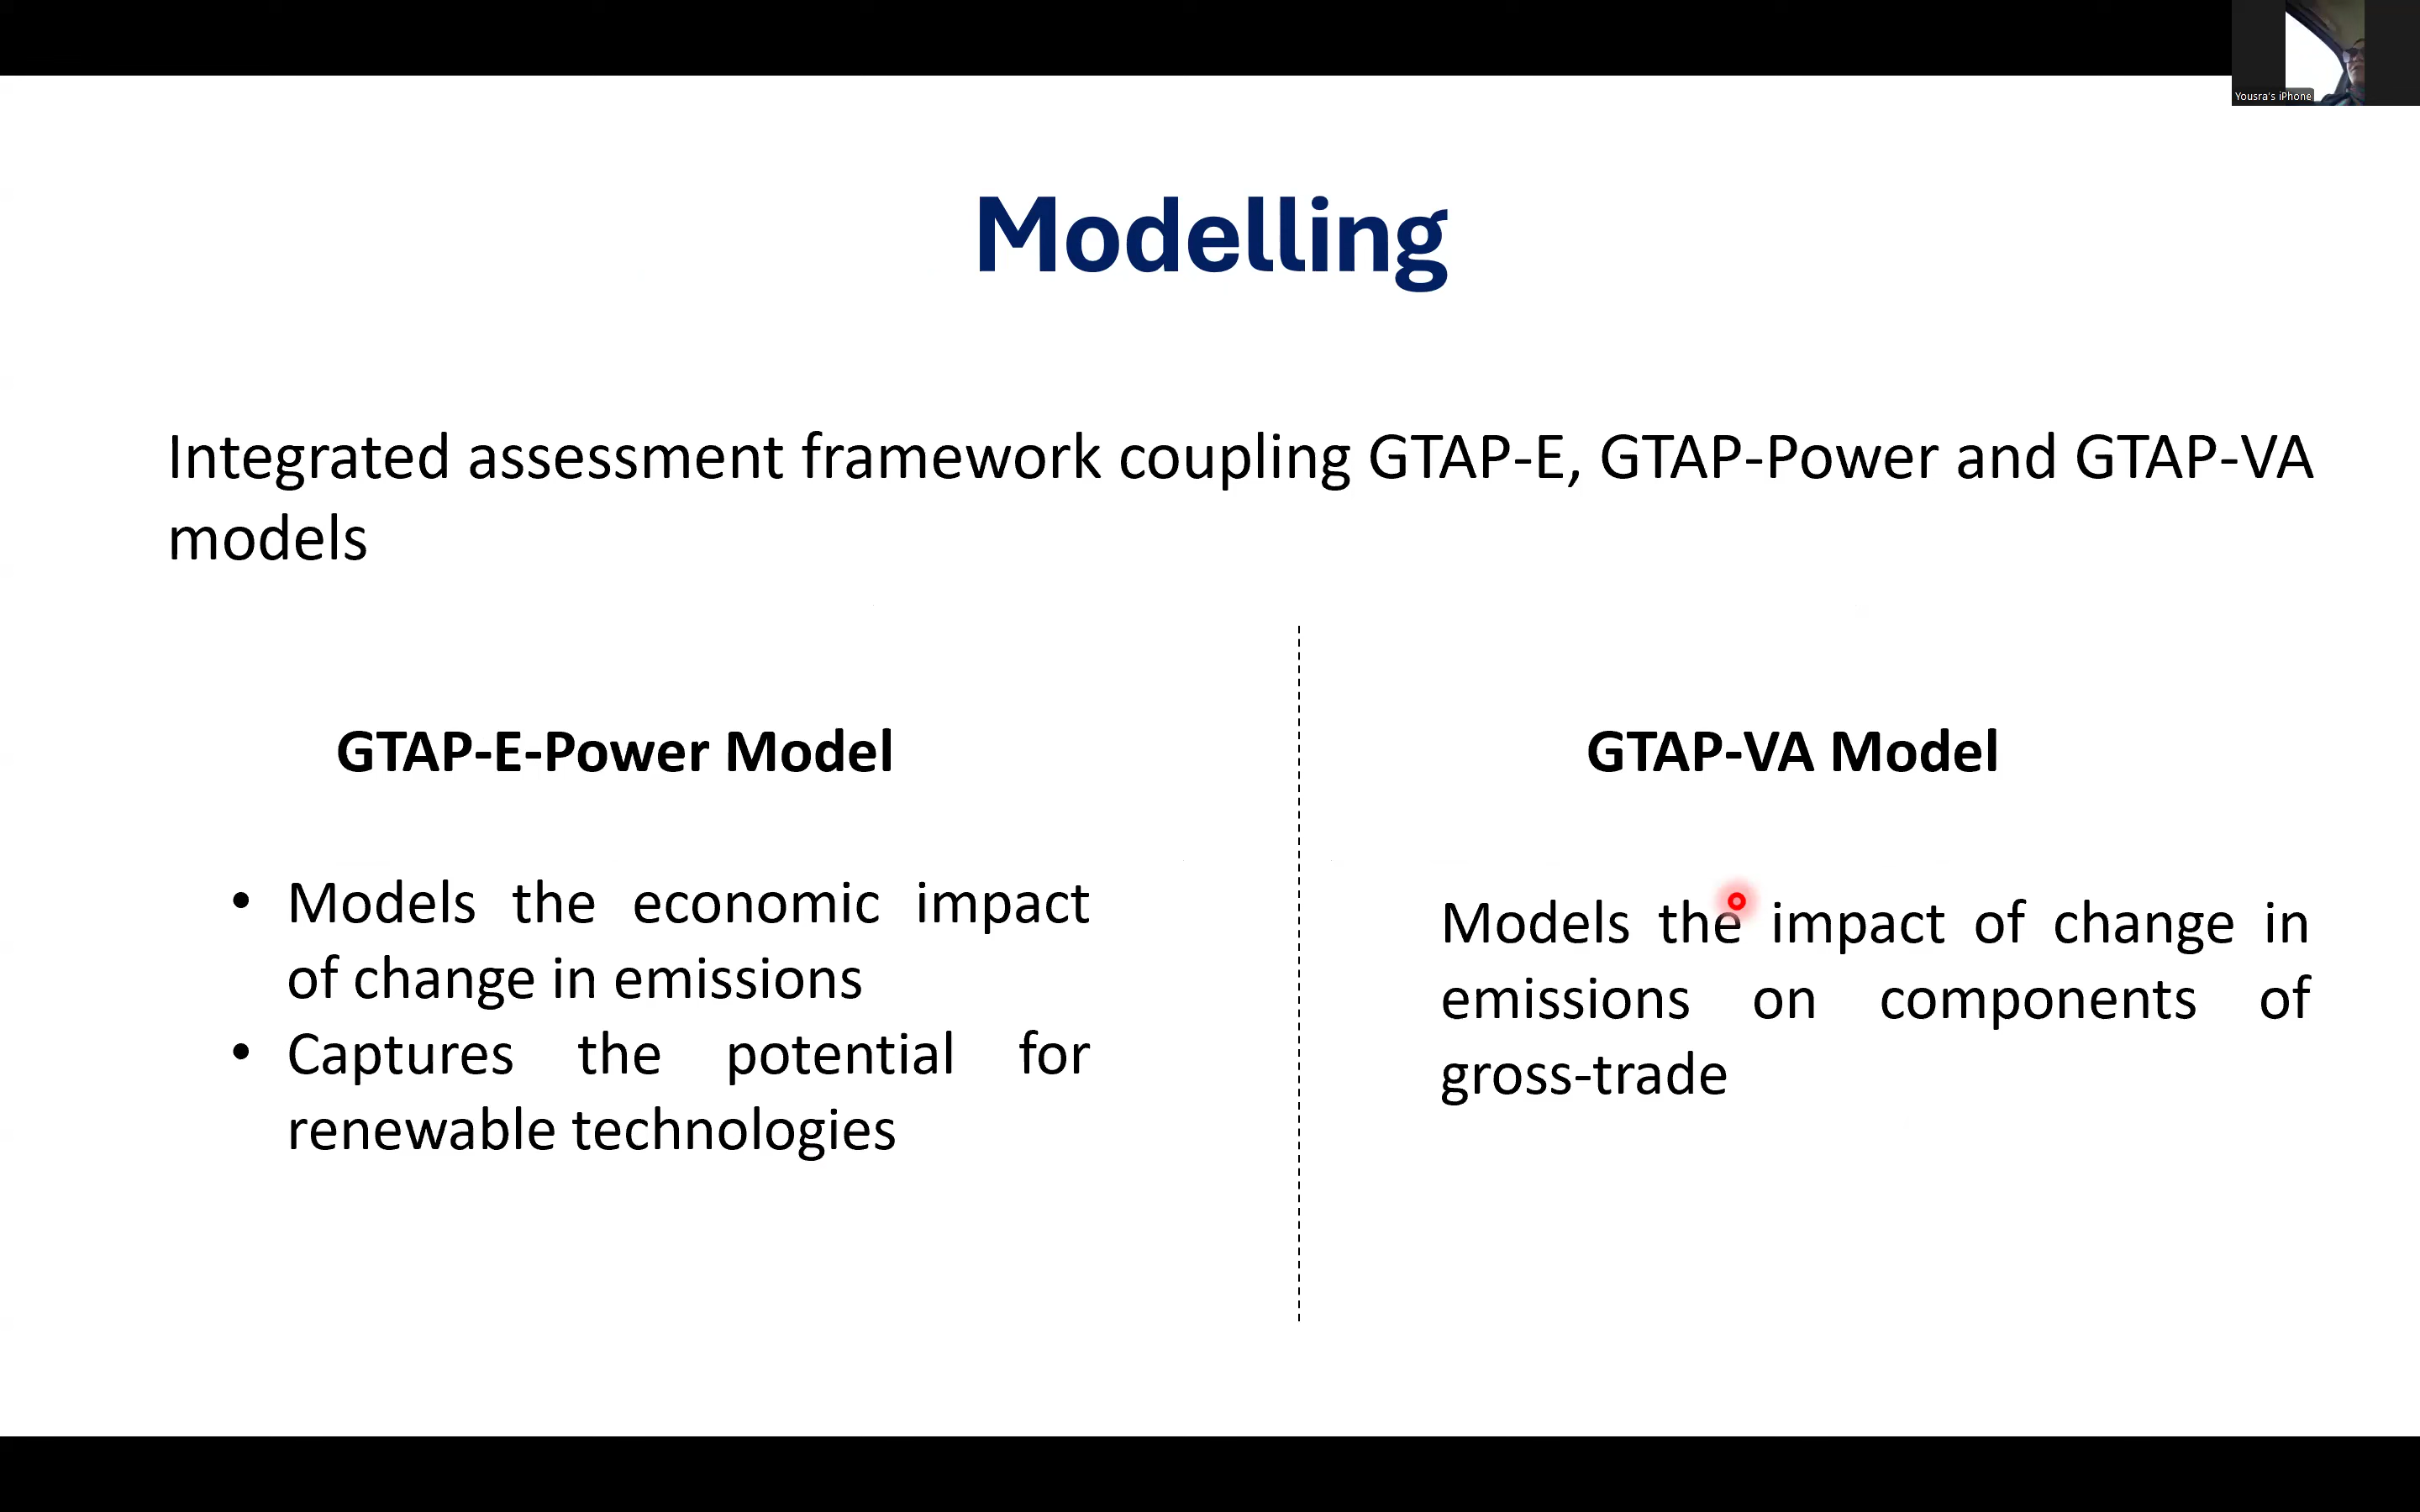 Yousra's iPhone
Modelling
Integrated assessment framework coupling GTAP-E, GTAP-Power and GTAP-VA
models
GTAP-E-Power Model
• Models the economic impact
of change in emissions
• Captures the potential for
renewable technologies
GTAP-VA Model
Models the impact of change in
emissions on components of
gross-trade